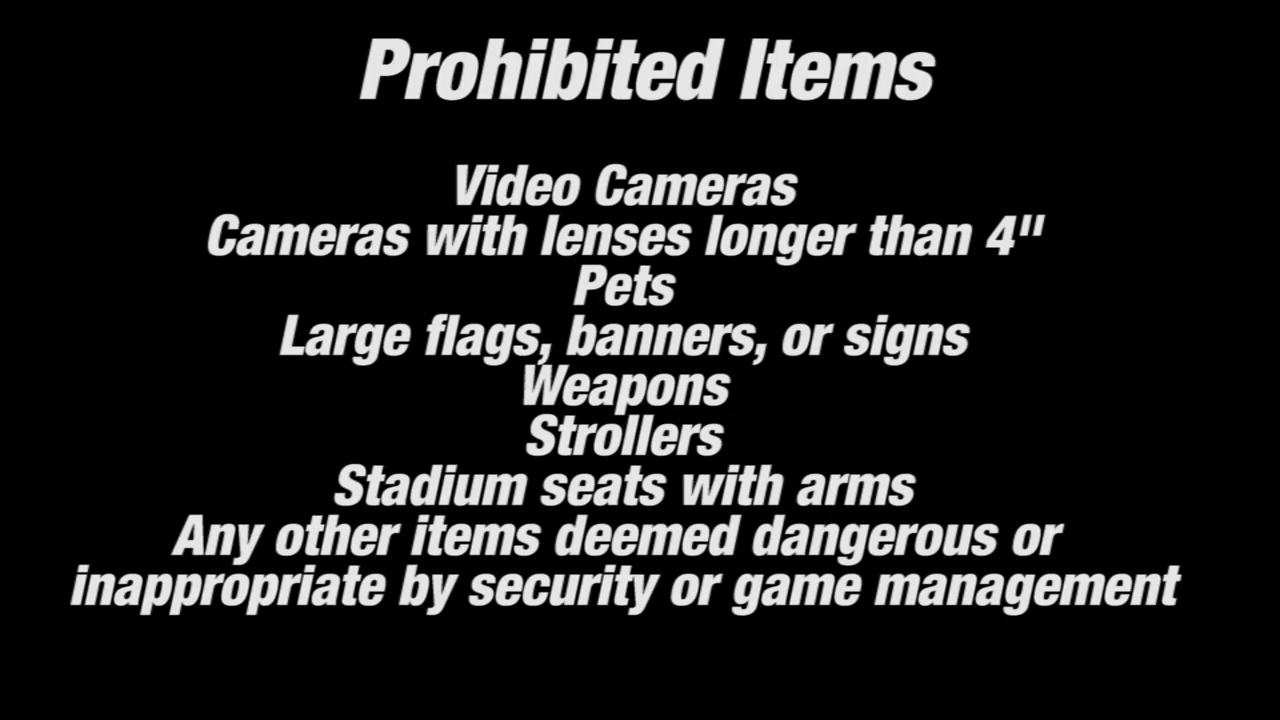 Prohibited Items
Video Cameras
Cameras with lenses longer than 4"
Pets
Large flags, banners, or signs
Weapons
Strollers
Stadium seats with arms
Any other items deemed dangerous or
inappropriate by security or game management